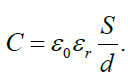 C = ε₀εᵣ S/d.